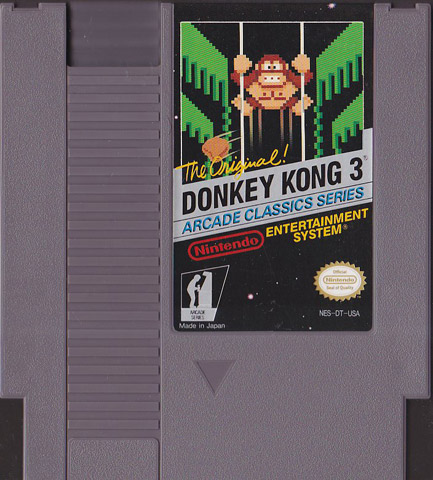 The Original!
DONKEY KONG 3®
ARCADE CLASSICS SERIES
Nintendo®
ENTERTAINMENT
SYSTEM®
ARCADE
SERIES
Made in Japan
Official
Nintendo
Seal of Quality
NES-DT-USA